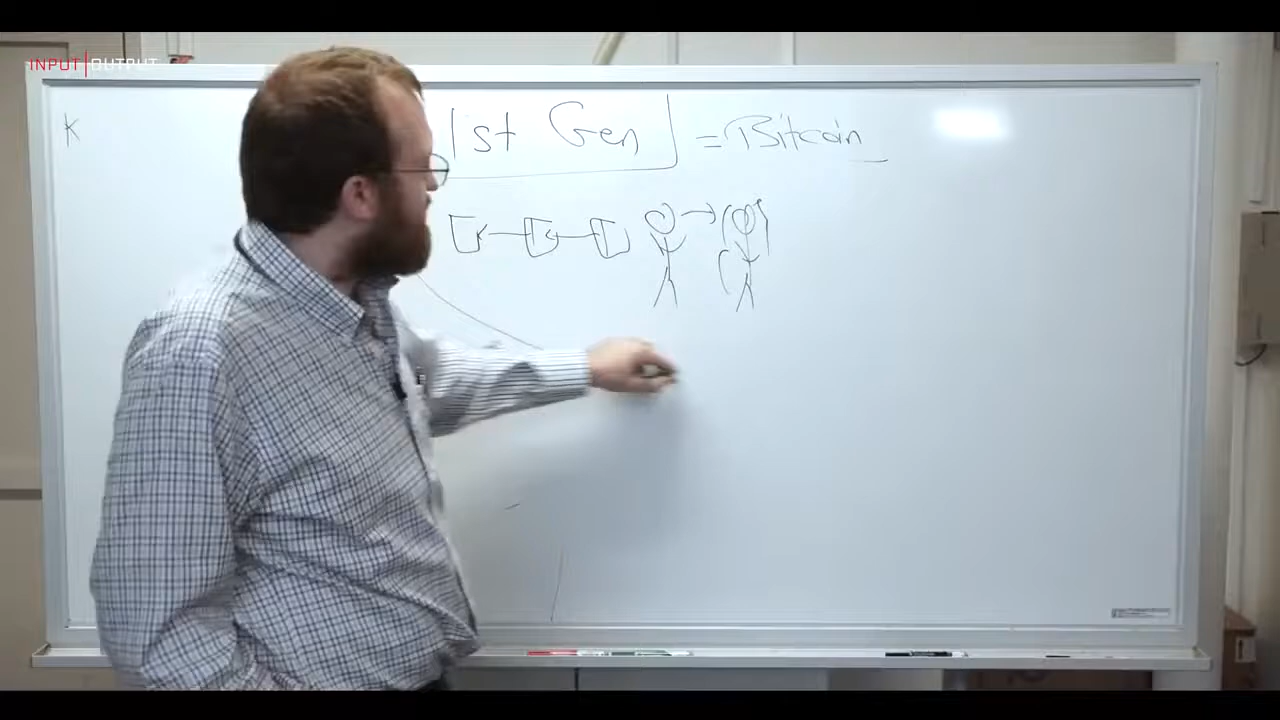 INPUT|OUTPUT
K
1st Gen = Bitcoin